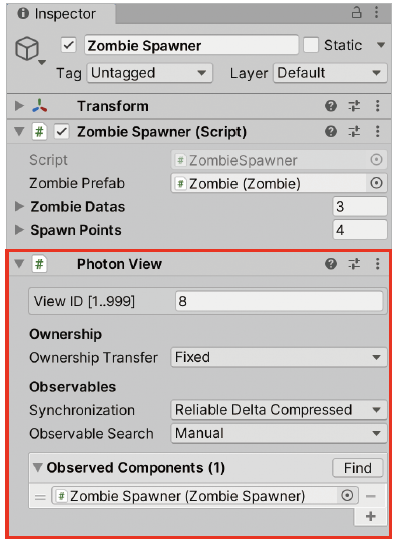 Inspector
Zombie Spawner Static
Tag Untagged Layer Default
Transform
# Zombie Spawner (Script)
Script # ZombieSpawner
Zombie Prefab # Zombie (Zombie)
Zombie Datas 3
Spawn Points 4
# Photon View
View ID [1..999] 8
Ownership
Ownership Transfer Fixed
Observables
Synchronization Reliable Delta Compressed
Observable Search Manual
Observed Components (1) Find
# Zombie Spawner (Zombie Spawner)